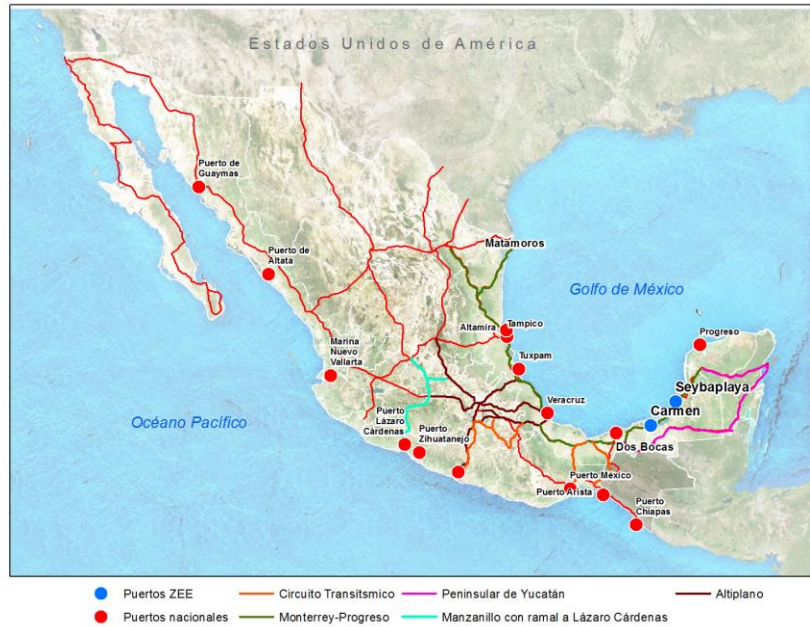 Estados Unidos de América
Puerto de
Guaymas
Matamoros
Puerto de
Altata
Golfo de México
Altamira
Tampico
Progreso
Marina
Nuevo
Vallarta
Tuxpam
Seybaplaya
Veracruz
Carmen
Océano Pacífico
Puerto
Lázaro
Cárdenas
Puerto
Zihuatanejo
Dos Bocas
Puerto México
Puerto Arista
Puerto
Chiapas
Puertos ZEE
Circuito Transitsmico
Peninsular de Yucatán
Altiplano
Puertos nacionales
Monterrey-Progreso
Manzanillo con ramal a Lázaro Cárdenas